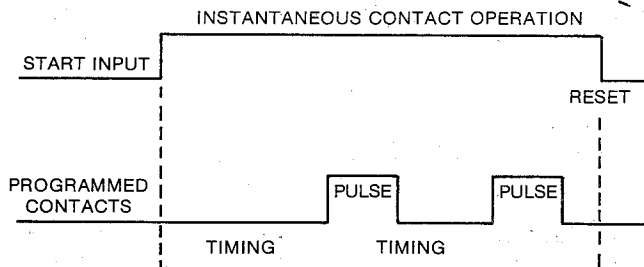 INSTANTANEOUS CONTACT OPERATION
START INPUT
RESET
PROGRAMMED
CONTACTS
PULSE
PULSE
TIMING
TIMING